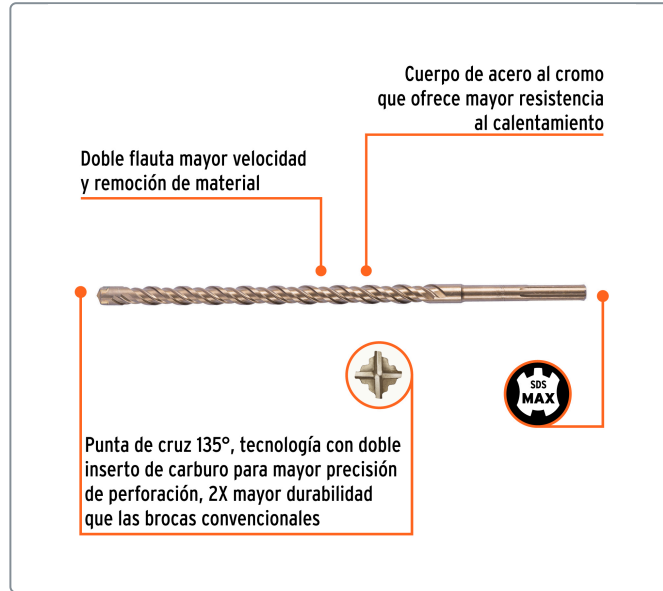 Cuerpo de acero al cromo
que ofrece mayor resistencia
al calentamiento
Doble flauta mayor velocidad
y remoción de material
SDS
MAX
Punta de cruz 135°, tecnología con doble
inserto de carburo para mayor precisión
de perforación, 2X mayor durabilidad
que las brocas convencionales